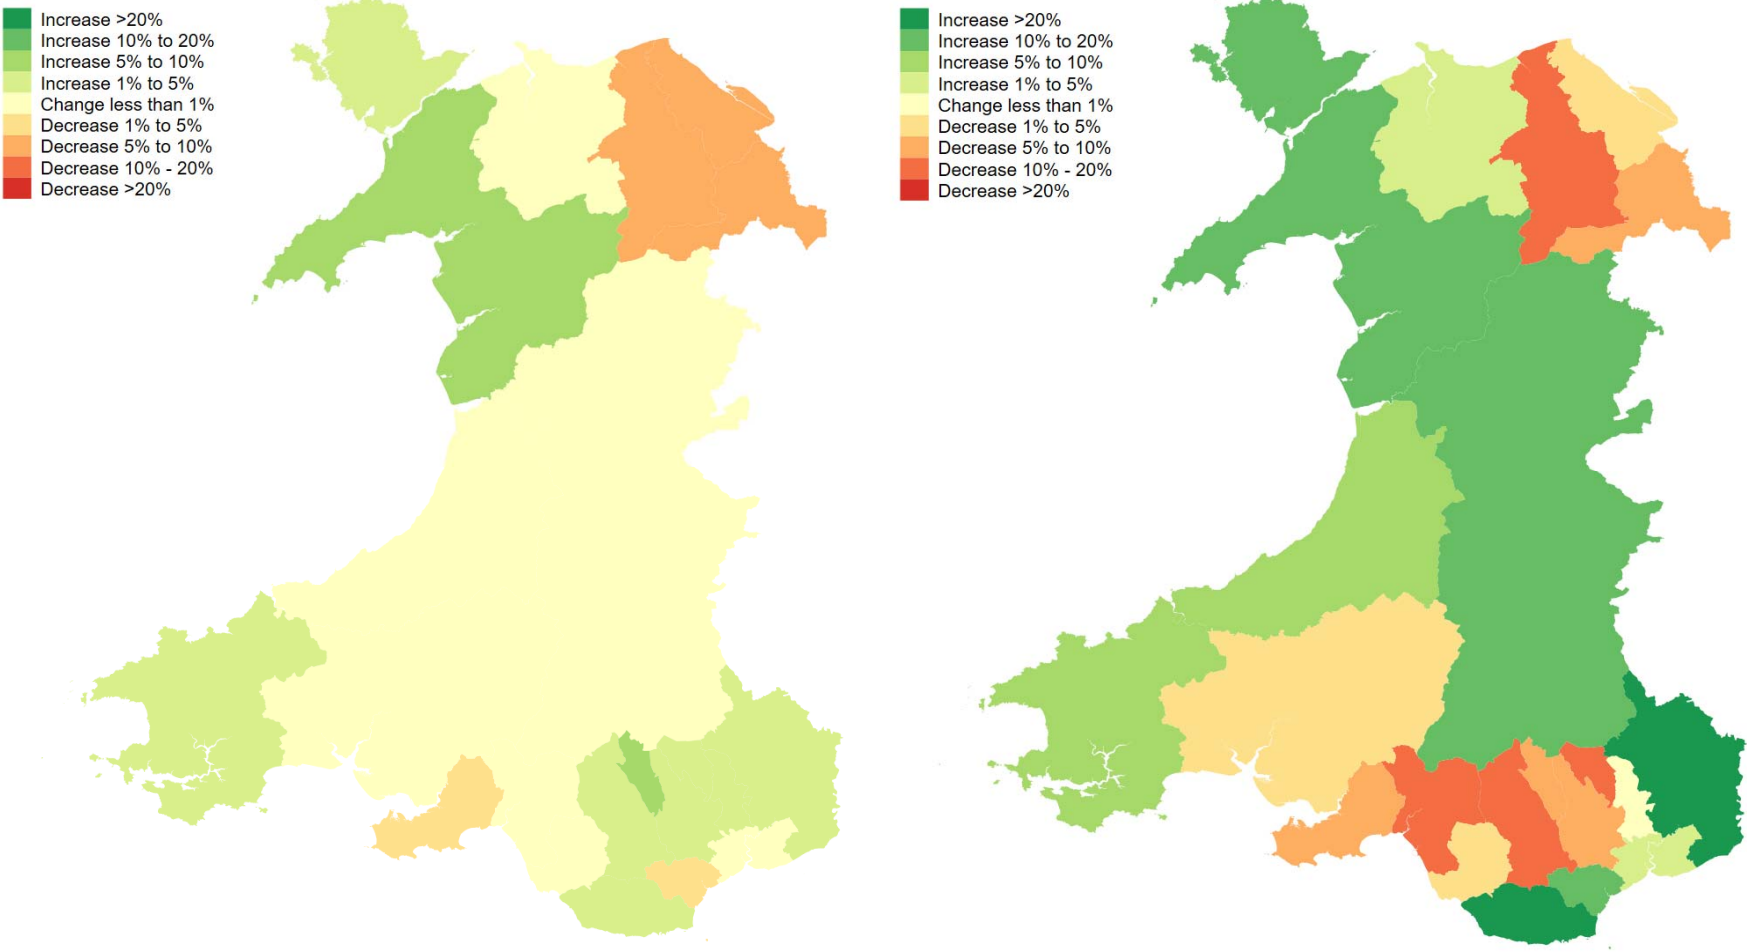 Increase >20%
Increase 10% to 20%
Increase 5% to 10%
Increase 1% to 5%
Change less than 1%
Decrease 1% to 5%
Decrease 5% to 10%
Decrease 10% - 20%
Decrease >20%
Increase >20%
Increase 10% to 20%
Increase 5% to 10%
Increase 1% to 5%
Change less than 1%
Decrease 1% to 5%
Decrease 5% to 10%
Decrease 10% - 20%
Decrease >20%